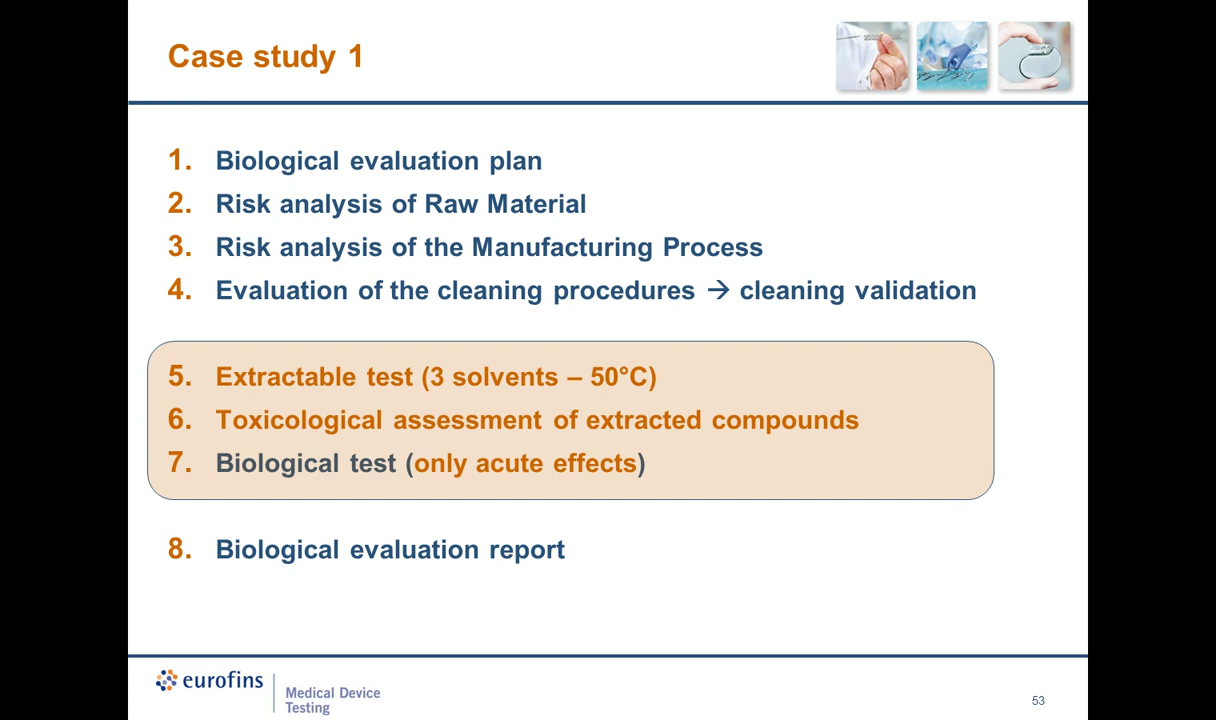 Case study 1
1. Biological evaluation plan
2. Risk analysis of Raw Material
3. Risk analysis of the Manufacturing Process
4. Evaluation of the cleaning procedures → cleaning validation
5. Extractable test (3 solvents – 50°C)
6. Toxicological assessment of extracted compounds
7. Biological test (only acute effects)
8. Biological evaluation report
eurofins
Medical Device
Testing
53